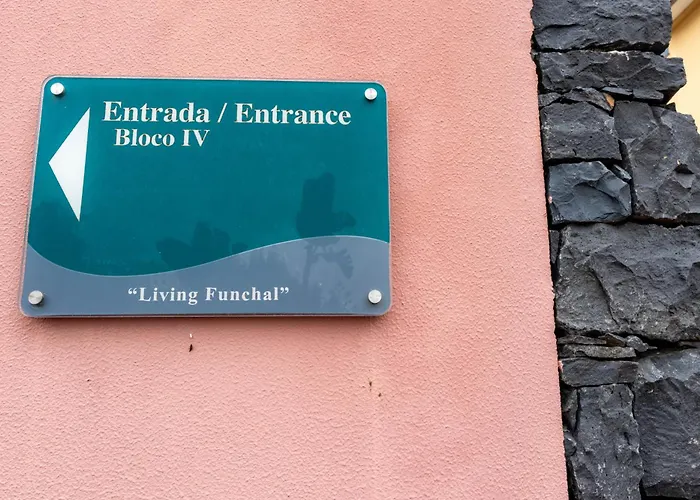 Entrada / Entrance
Bloco IV
“Living Funchal”